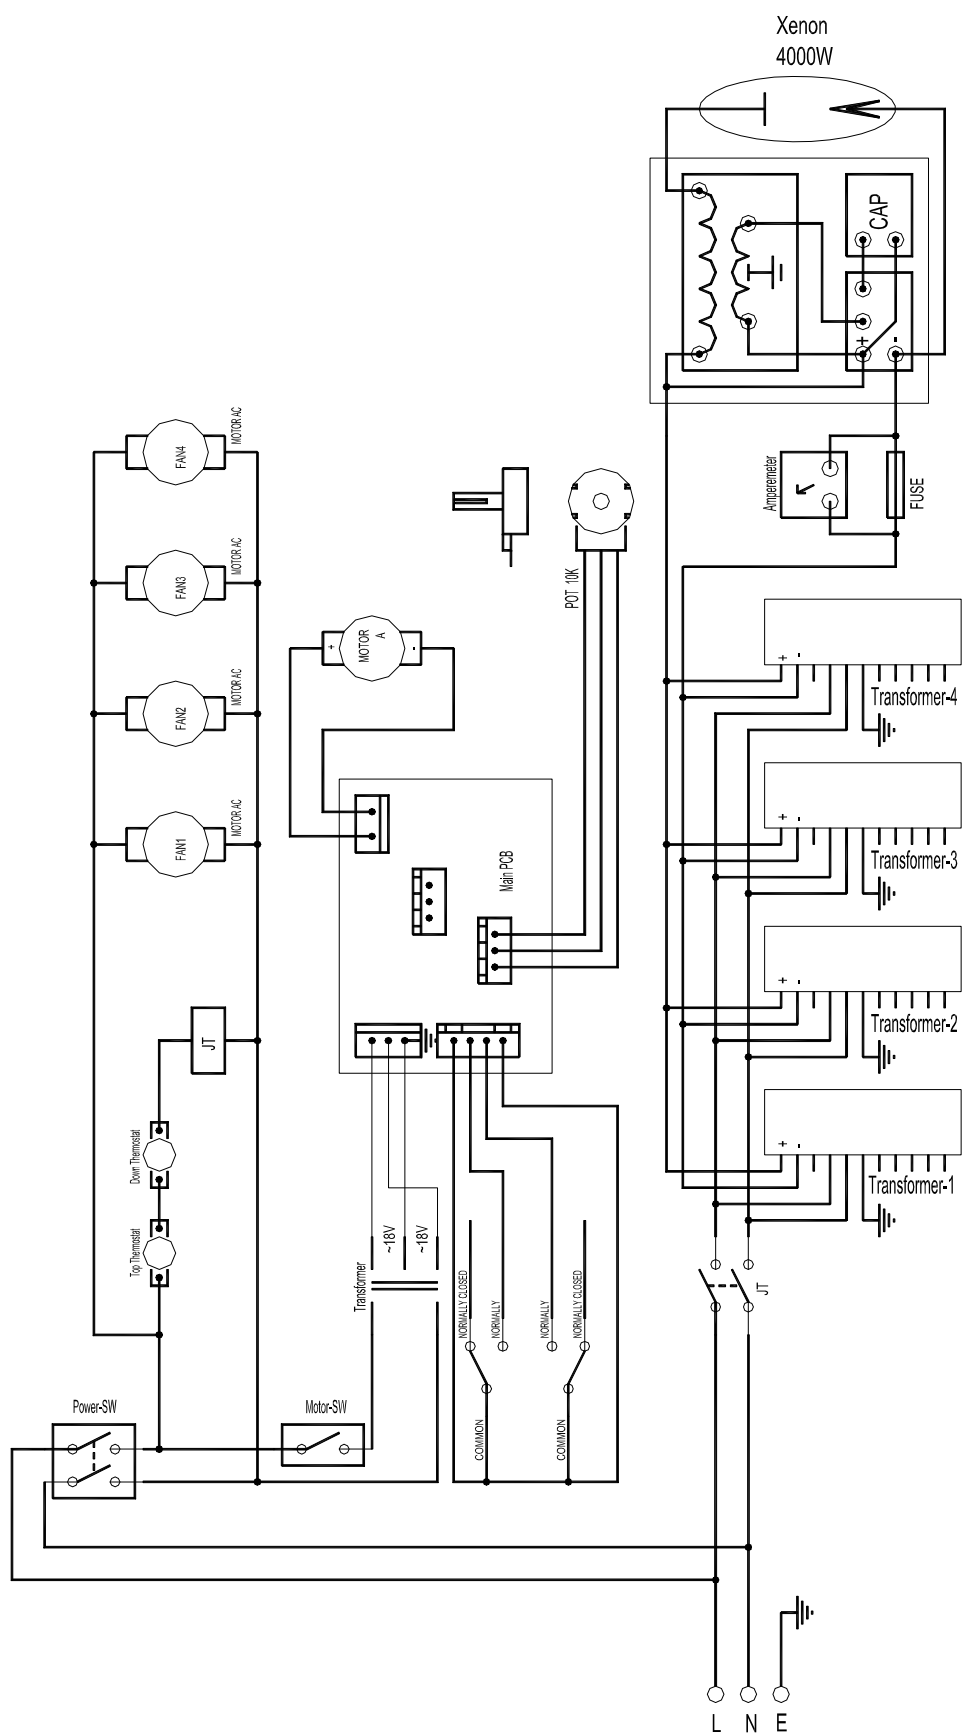 Xenon
4000W
CAP
+
-
MOTOR AC
MOTOR AC
MOTOR AC
MOTOR AC
FAN4
FAN3
FAN2
FAN1
Amperemeter
FUSE
POT 10K
+
MOTOR
A
-
Main PCB
+
-
Transformer-4
+
-
Transformer-3
+
-
Transformer-2
+
-
Transformer-1
JT
Down Thermostat
Top Thermostat
~18V
~18V
Transformer
NORMALLY CLOSED
NORMALLY
NORMALLY
NORMALLY CLOSED
JT
Power-SW
Motor-SW
COMMON
COMMON
L N E